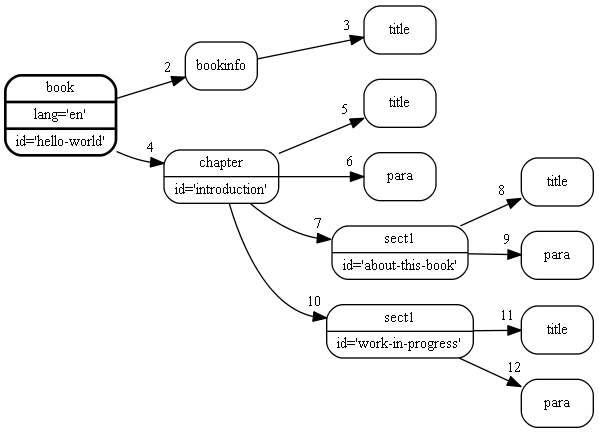 3
title
2
bookinfo
book
lang='en'
id='hello-world'
5
title
4
chapter
id='introduction'
6
para
8
title
7
sect1
id='about-this-book'
9
para
10
sect1
id='work-in-progress'
11
title
12
para